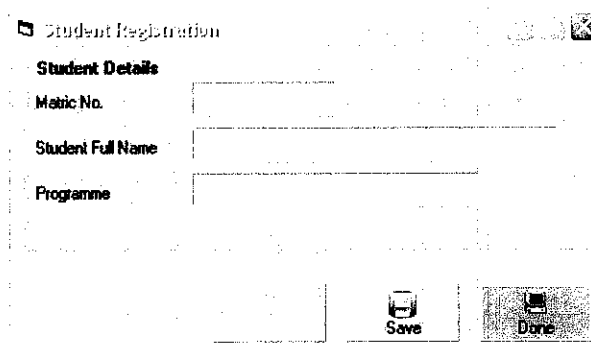 Student Registration
Student Details
Matric No.
Student Full Name
Programme
Save
Done